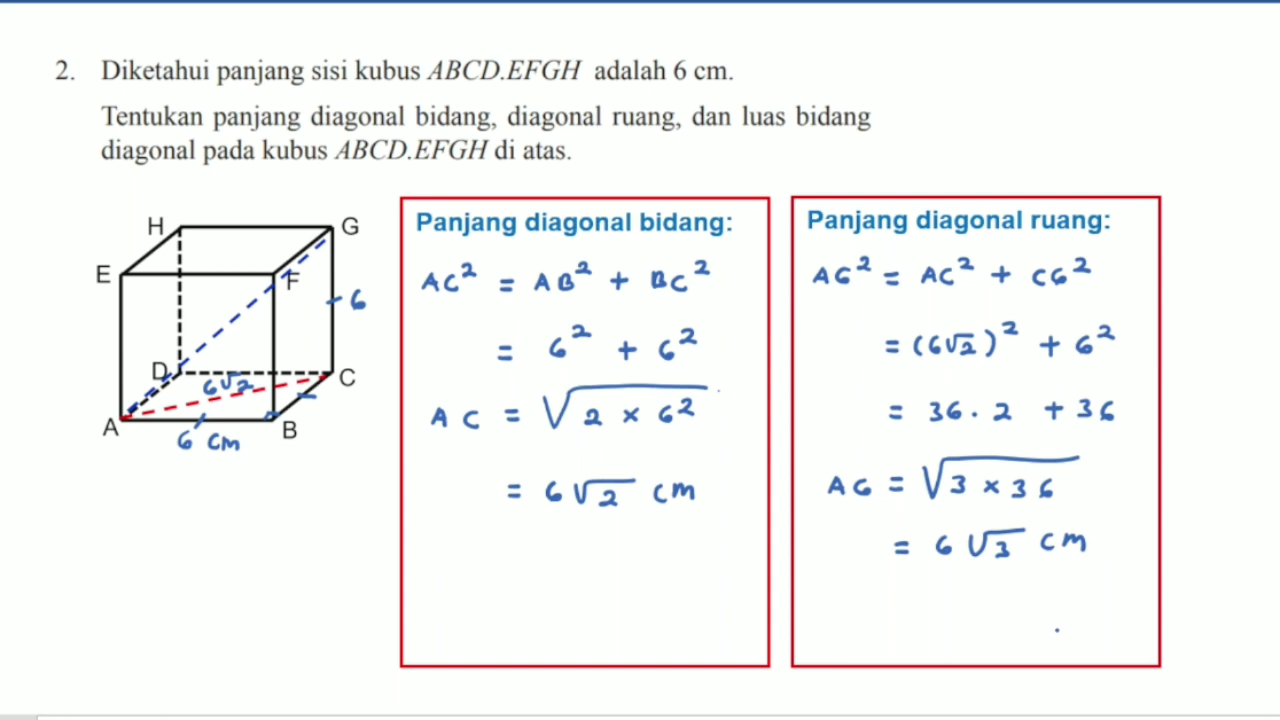 2. Diketahui panjang sisi kubus ABCD.EFGH adalah 6 cm.
Tentukan panjang diagonal bidang, diagonal ruang, dan luas bidang
diagonal pada kubus ABCD.EFGH di atas.
H
G
E
F
6
D
6√2
C
A
B
6 cm
Panjang diagonal bidang:
AC² = AB² + BC²
= 6² + 6²
AC = √2 × 6²
= 6√2 cm
Panjang diagonal ruang:
AG² = AC² + CG²
= (6√2)² + 6²
= 36.2 + 36
AG = √3 × 36
= 6√3 cm